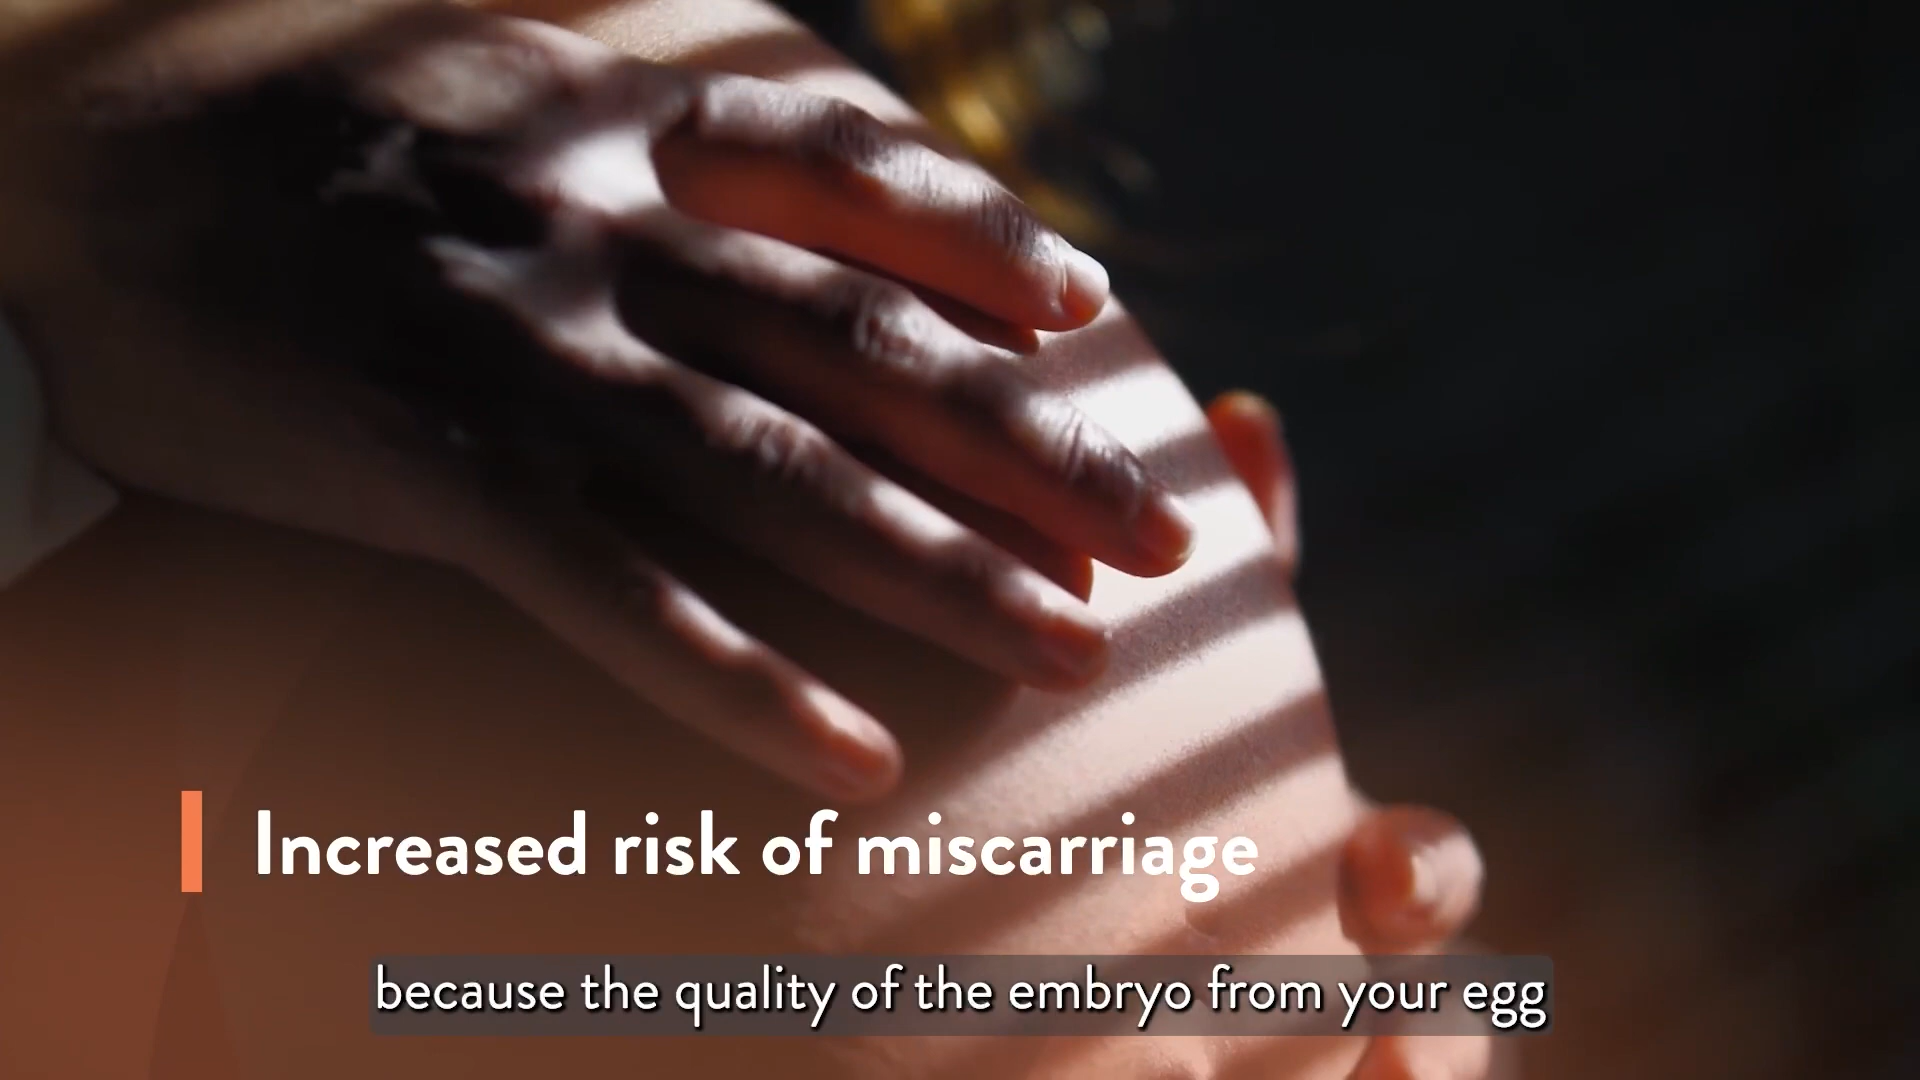 Increased risk of miscarriage
because the quality of the embryo from your egg